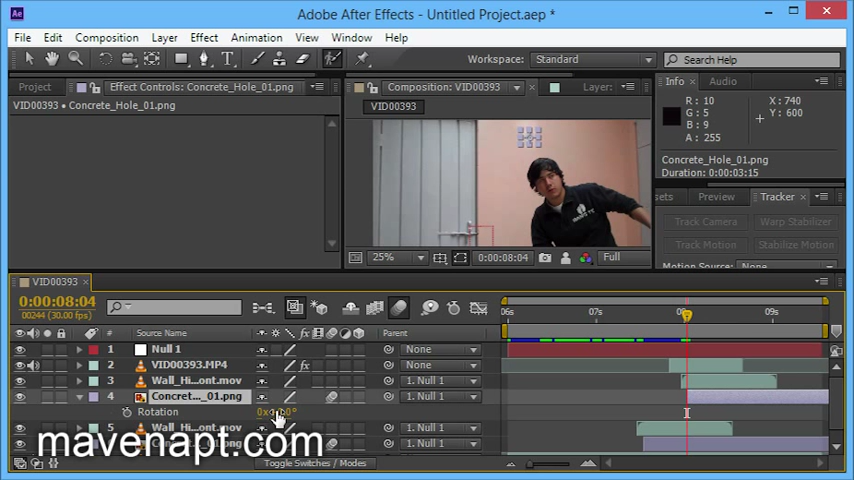 Ae
Adobe After Effects - Untitled Project.aep *
File Edit Composition Layer Effect Animation View Window Help
Workspace: Standard
Search Help
Project
Effect Controls: Concrete_Hole_01.png
VID00393 • Concrete_Hole_01.png
Composition: VID00393
Layer:
VID00393
Info Audio
R: 10
G: 5
B: 9
A: 255
X: 740
Y: 600
Concrete_Hole_01.png
Duration: 0:00:03:15
sets Preview Tracker
Track Camera Warp Stabilizer
Track Motion Stabilize Motion
Motion Source: None
25% 0:00:08:04 Full
VID00393
0:00:08:04
00244 (30.00 fps)
06s 07s 09s
# Source Name fx Parent
1 Null 1 None
2 VID00393.MP4 fx None
3 Wall_Hi...ont.mov 1. Null 1
4 Concret..._01.png 1. Null 1
Rotation
5 Wall_Hi...ont.mov 1. Null 1
1. Null 1
Toggle Switches / Modes
mavenapt.com